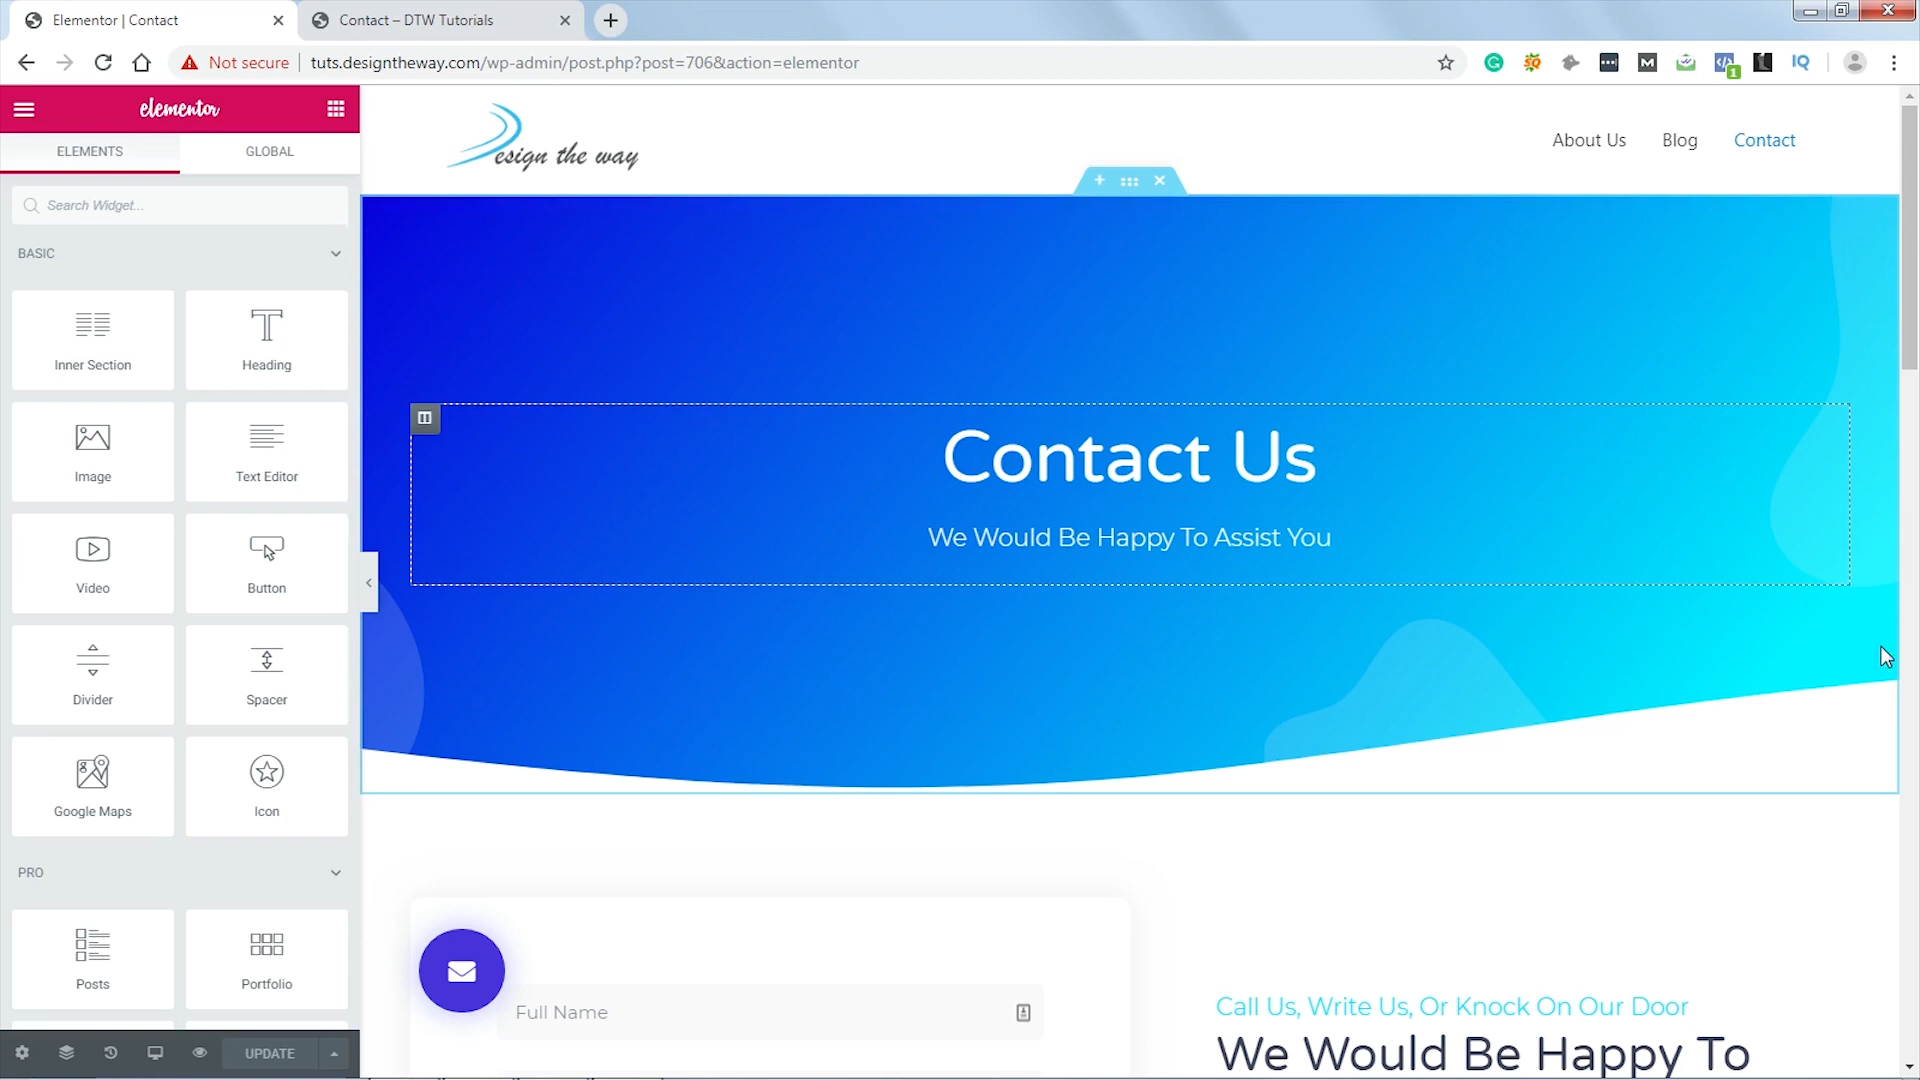 Elementor | Contact
Contact – DTW Tutorials
Not secure
tuts.designtheway.com/wp-admin/post.php?post=706&action=elementor
1
IQ
elementor
ELEMENTS
GLOBAL
Search Widget...
BASIC
Inner Section
Heading
Image
Text Editor
Video
Button
Divider
Spacer
Google Maps
Icon
PRO
Posts
Portfolio
UPDATE
Design the way
About Us
Blog
Contact
Contact Us
We Would Be Happy To Assist You
Full Name
Call Us, Write Us, Or Knock On Our Door
We Would Be Happy To